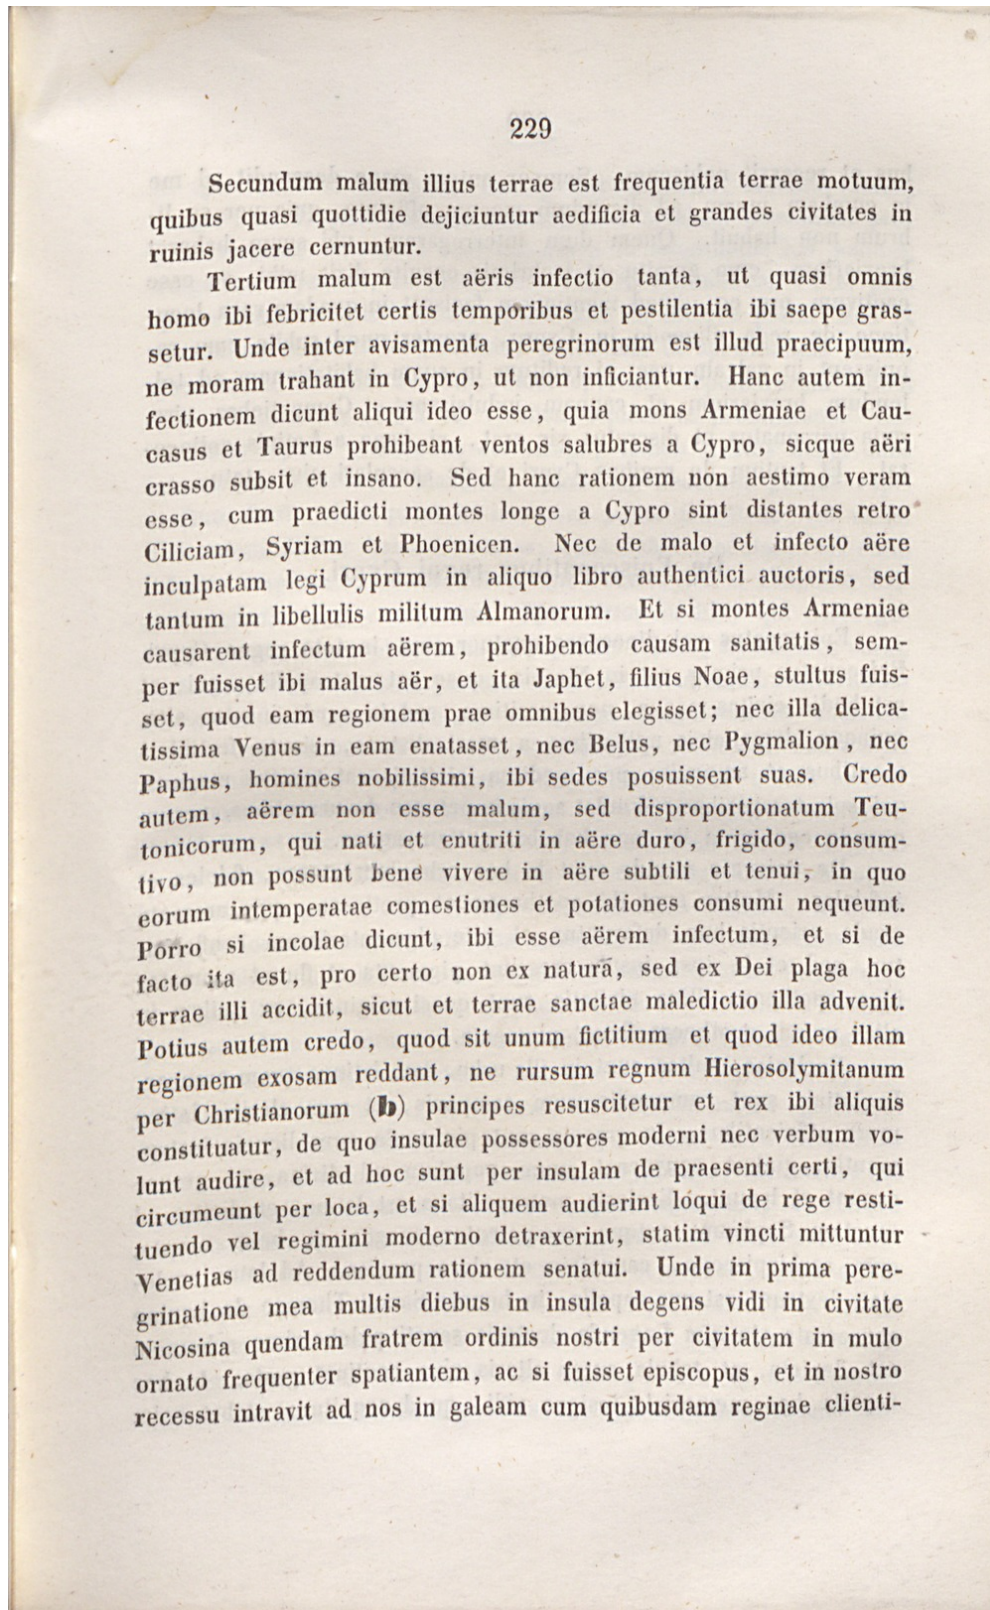 229
Secundum malum illius terrae est frequentia terrae motuum,
quibus quasi quottidie dejiciuntur aedificia et grandes civitates in
ruinis jacere cernuntur.
Tertium malum est aëris infectio tanta, ut quasi omnis
homo ibi febricitet certis temporibus et pestilentia ibi saepe gras-
setur. Unde inter avisamenta peregrinorum est illud praecipuum,
ne moram trahant in Cypro, ut non inficiantur. Hanc autem in-
fectionem dicunt aliqui ideo esse, quia mons Armeniae et Cau-
casus et Taurus prohibeant ventos salubres a Cypro, sicque aëri
crasso subsit et insano. Sed hanc rationem non aestimo veram
esse, cum praedicti montes longe a Cypro sint distantes retro
Ciliciam, Syriam et Phoenicen. Nec de malo et infecto aëre
inculpatam legi Cyprum in aliquo libro authentici auctoris, sed
tantum in libellulis militum Almanorum. Et si montes Armeniae
causarent infectum aërem, prohibendo causam sanitatis, sem-
per fuisset ibi malus aër, et ita Japhet, filius Noae, stultus fuis-
set, quod eam regionem prae omnibus elegisset; nec illa delica-
tissima Venus in eam enatasset, nec Belus, nec Pygmalion, nec
Paphus, homines nobilissimi, ibi sedes posuissent suas. Credo
autem, aërem non esse malum, sed disproportionatum Teu-
tonicorum, qui nati et enutriti in aëre duro, frigido, consum-
tivo, non possunt bene vivere in aëre subtili et tenui, in quo
eorum intemperatae comestiones et potationes consumi nequeunt.
Porro si incolae dicunt, ibi esse aërem infectum, et si de
facto ita est, pro certo non ex natura, sed ex Dei plaga hoc
terrae illi accidit, sicut et terrae sanctae maledictio illa advenit.
Potius autem credo, quod sit unum fictitium et quod ideo illam
regionem exosam reddant, ne rursum regnum Hierosolymitanum
per Christianorum (b) principes resuscitetur et rex ibi aliquis
constituatur, de quo insulae possessores moderni nec verbum vo-
lunt audire, et ad hoc sunt per insulam de praesenti certi, qui
circumeunt per loca, et si aliquem audierint loqui de rege resti-
tuendo vel regimini moderno detraxerint, statim vincti mittuntur
Venetias ad reddendum rationem senatui. Unde in prima pere-
grinatione mea multis diebus in insula degens vidi in civitate
Nicosina quendam fratrem ordinis nostri per civitatem in mulo
ornato frequenter spatiantem, ac si fuisset episcopus, et in nostro
recessu intravit ad nos in galeam cum quibusdam reginae clienti-